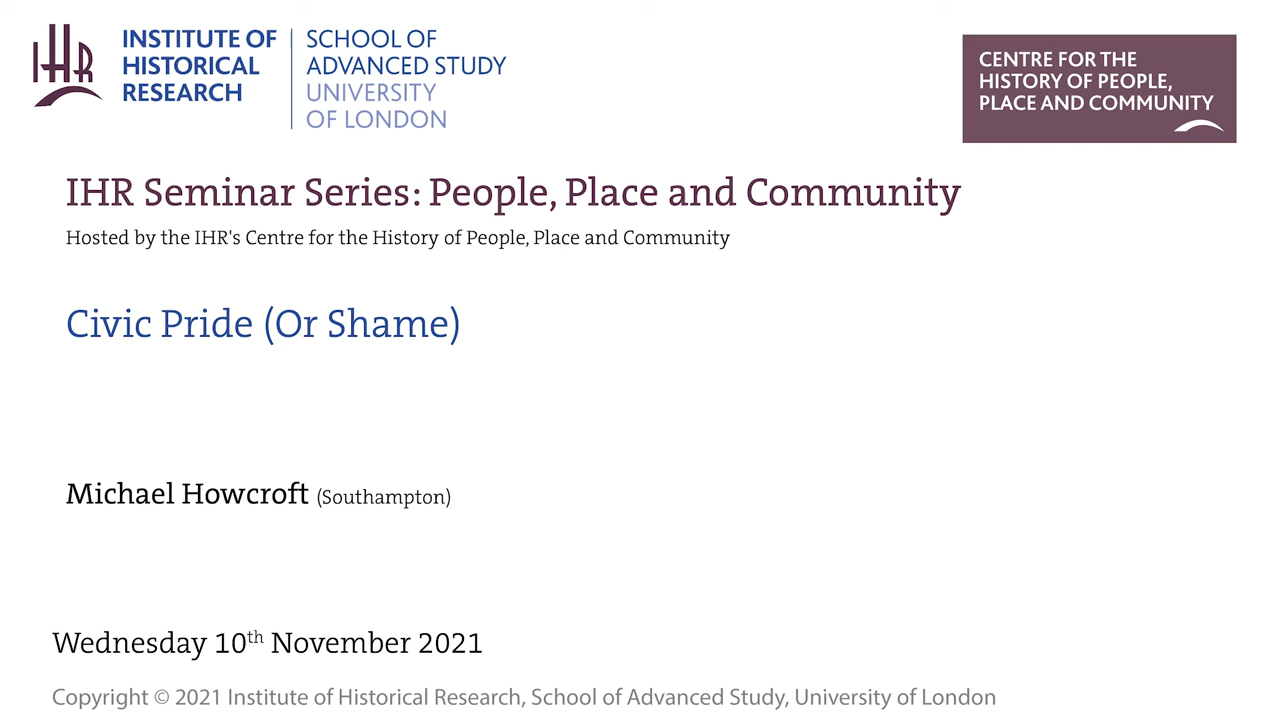 IHR
INSTITUTE OF
HISTORICAL
RESEARCH
SCHOOL OF
ADVANCED STUDY
UNIVERSITY
OF LONDON
CENTRE FOR THE
HISTORY OF PEOPLE,
PLACE AND COMMUNITY
IHR Seminar Series: People, Place and Community
Hosted by the IHR's Centre for the History of People, Place and Community
Civic Pride (Or Shame)
Michael Howcroft (Southampton)
Wednesday 10th November 2021
Copyright © 2021 Institute of Historical Research, School of Advanced Study, University of London